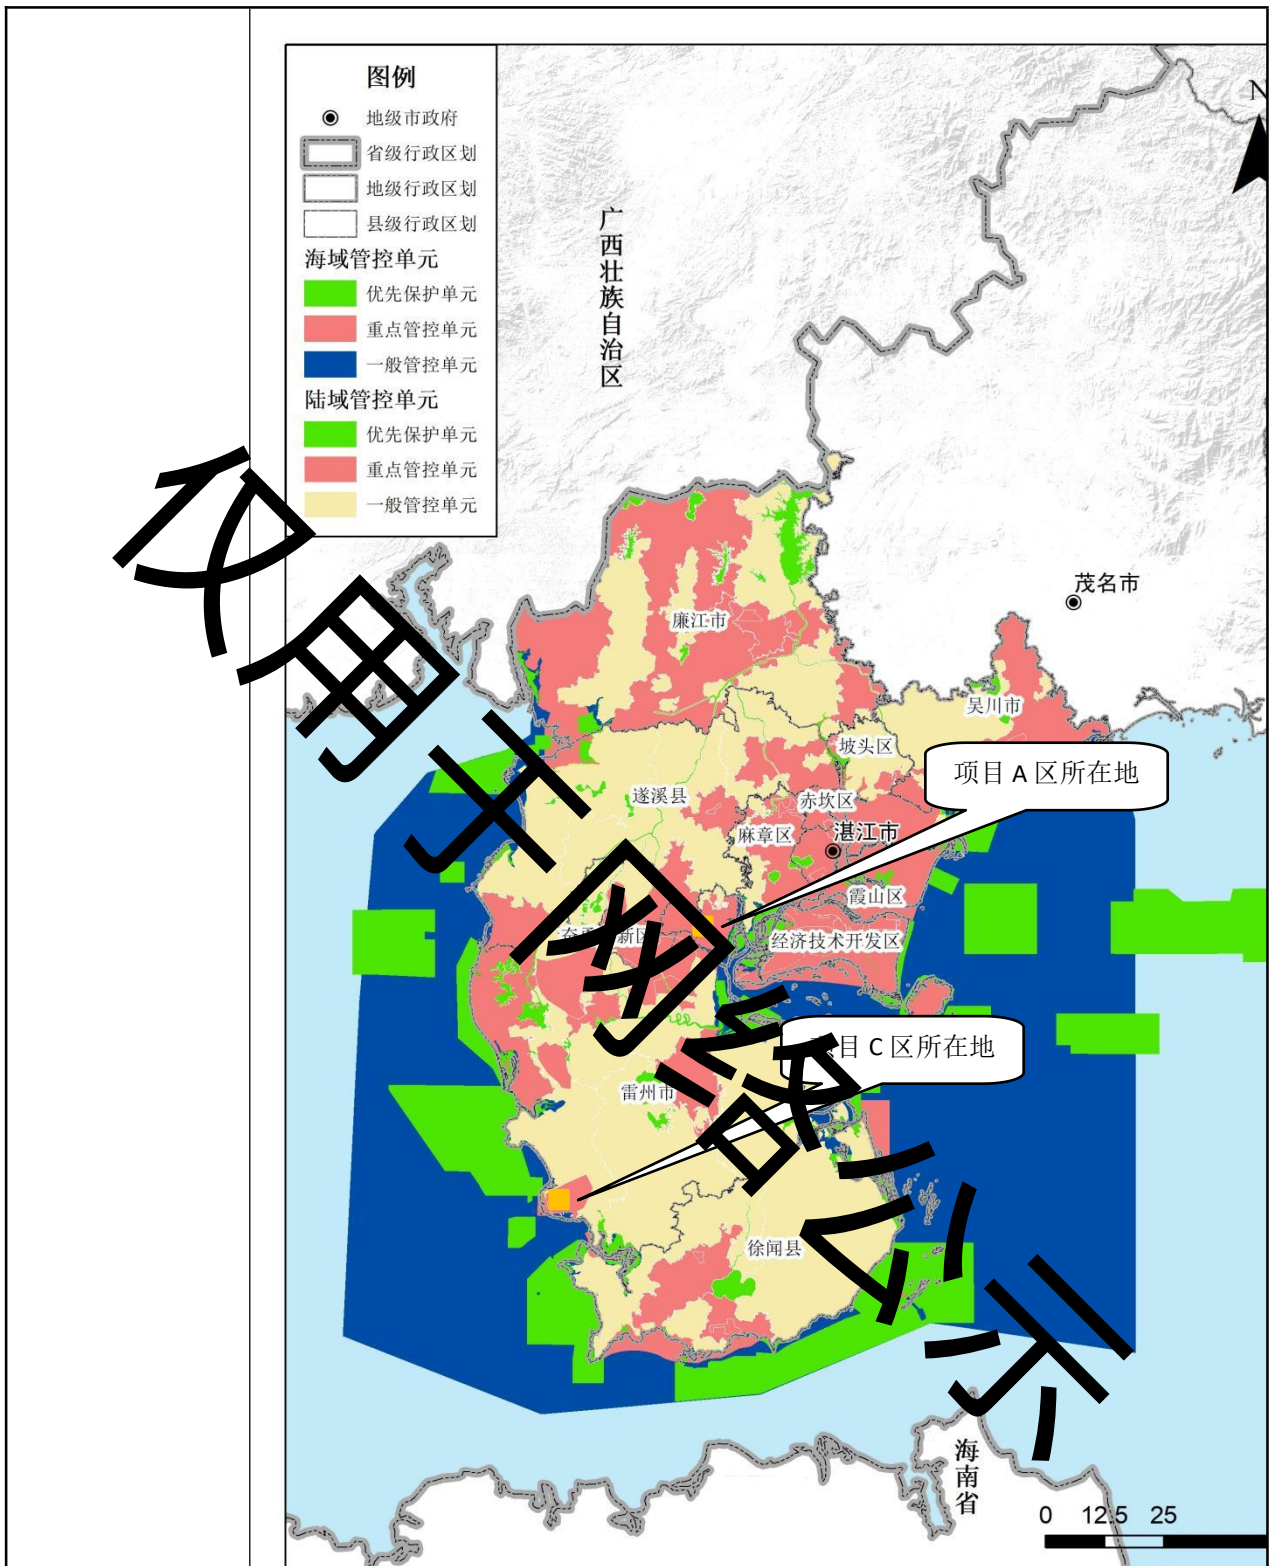 图例
地级市政府
省级行政区划
地级行政区划
县级行政区划
海域管控单元
优先保护单元
重点管控单元
一般管控单元
陆域管控单元
优先保护单元
重点管控单元
一般管控单元
N
广西壮族自治区
茂名市
廉江市
吴川市
坡头区
项目 A 区所在地
遂溪县
赤坎区
麻章区
湛江市
霞山区
新区
经济技术开发区
目 C 区所在地
雷州市
徐闻县
海南省
0 12.5 25
仅用于网络公示